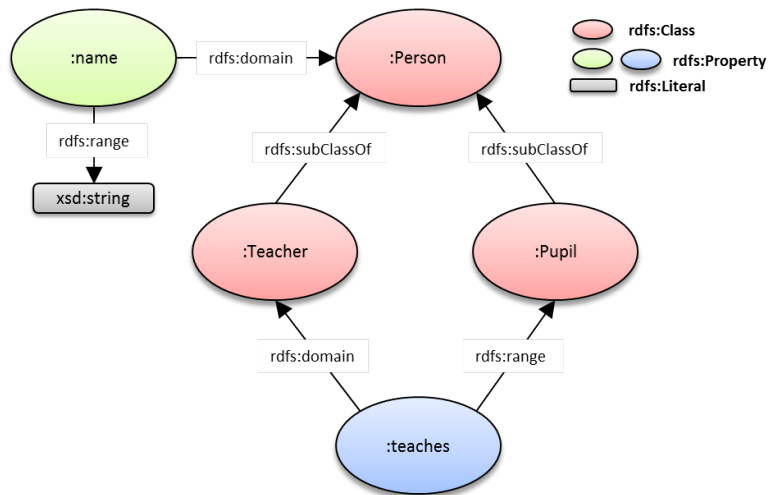 :name
rdfs:domain
:Person
rdfs:Class
rdfs:Property
rdfs:Literal
rdfs:range
rdfs:subClassOf
rdfs:subClassOf
xsd:string
:Teacher
:Pupil
rdfs:domain
rdfs:range
:teaches